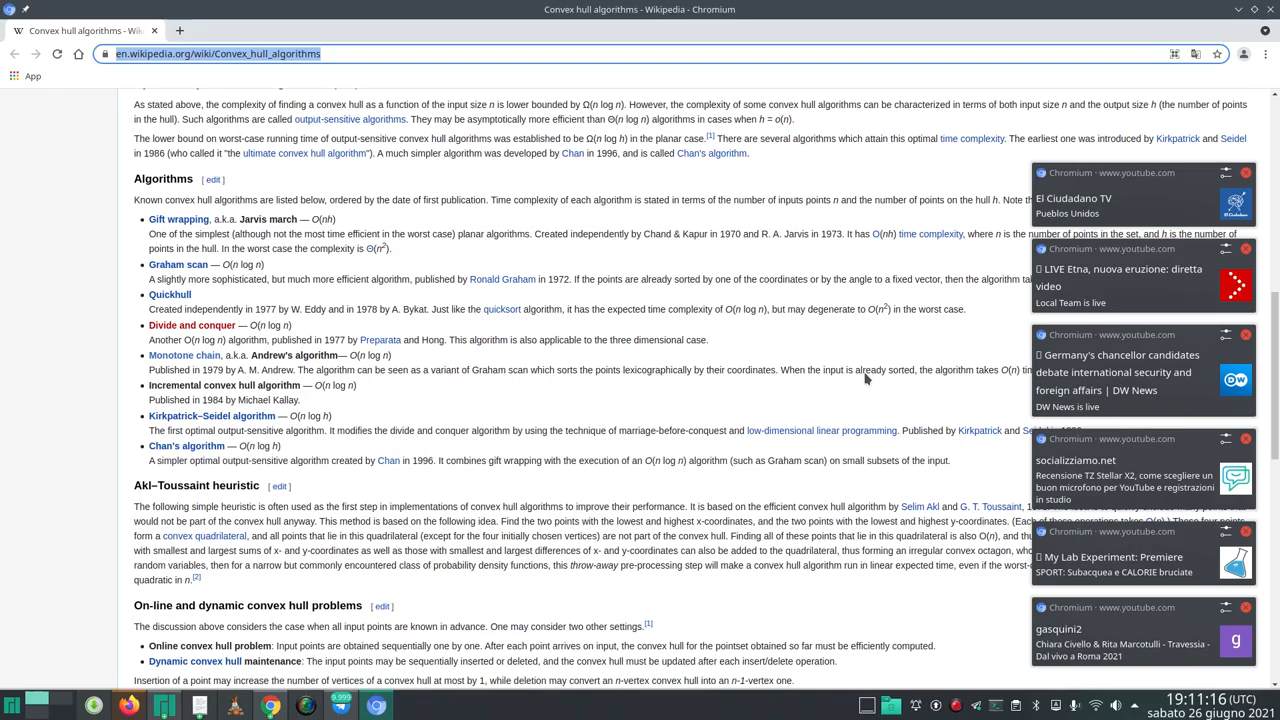 Convex hull algorithms - Wikipedia - Chromium
Convex hull algorithms - Wiki
en.wikipedia.org/wiki/Convex_hull_algorithms
App
As stated above, the complexity of finding a convex hull as a function of the input size n is lower bounded by Ω(n log n). However, the complexity of some convex hull algorithms can be characterized in terms of both input size n and the output size h (the number of points
in the hull). Such algorithms are called output-sensitive algorithms. They may be asymptotically more efficient than Θ(n log n) algorithms in cases when h = o(n).
The lower bound on worst-case running time of output-sensitive convex hull algorithms was established to be Ω(n log h) in the planar case.[1] There are several algorithms which attain this optimal time complexity. The earliest one was introduced by Kirkpatrick and Seidel
in 1986 (who called it "the ultimate convex hull algorithm"). A much simpler algorithm was developed by Chan in 1996, and is called Chan's algorithm.
Algorithms [ edit ]
Known convex hull algorithms are listed below, ordered by the date of first publication. Time complexity of each algorithm is stated in terms of the number of inputs points n and the number of points on the hull h. Note th
• Gift wrapping, a.k.a. Jarvis march — O(nh)
One of the simplest (although not the most time efficient in the worst case) planar algorithms. Created independently by Chand & Kapur in 1970 and R. A. Jarvis in 1973. It has O(nh) time complexity, where n is the number of points in the set, and h is the number of
points in the hull. In the worst case the complexity is Θ(n2).
• Graham scan — O(n log n)
A slightly more sophisticated, but much more efficient algorithm, published by Ronald Graham in 1972. If the points are already sorted by one of the coordinates or by the angle to a fixed vector, then the algorithm tak
• Quickhull
Created independently in 1977 by W. Eddy and in 1978 by A. Bykat. Just like the quicksort algorithm, it has the expected time complexity of O(n log n), but may degenerate to O(n2) in the worst case.
• Divide and conquer — O(n log n)
Another O(n log n) algorithm, published in 1977 by Preparata and Hong. This algorithm is also applicable to the three dimensional case.
• Monotone chain, a.k.a. Andrew's algorithm— O(n log n)
Published in 1979 by A. M. Andrew. The algorithm can be seen as a variant of Graham scan which sorts the points lexicographically by their coordinates. When the input is already sorted, the algorithm takes O(n) tim
• Incremental convex hull algorithm — O(n log n)
Published in 1984 by Michael Kallay.
• Kirkpatrick–Seidel algorithm — O(n log h)
The first optimal output-sensitive algorithm. It modifies the divide and conquer algorithm by using the technique of marriage-before-conquest and low-dimensional linear programming. Published by Kirkpatrick and
• Chan's algorithm — O(n log h)
A simpler optimal output-sensitive algorithm created by Chan in 1996. It combines gift wrapping with the execution of an O(n log n) algorithm (such as Graham scan) on small subsets of the input.
Akl–Toussaint heuristic [ edit ]
The following simple heuristic is often used as the first step in implementations of convex hull algorithms to improve their performance. It is based on the efficient convex hull algorithm by Selim Akl and G. T. Toussaint,
would not be part of the convex hull anyway. This method is based on the following idea. Find the two points with the lowest and highest x-coordinates, and the two points with the lowest and highest y-coordinates. (Each of these operations takes O(n).) These four points
form a convex quadrilateral, and all points that lie in this quadrilateral (except for the four initially chosen vertices) are not part of the convex hull. Finding all of these points that lie in this quadrilateral is also O(n), and thu
with smallest and largest sums of x- and y-coordinates as well as those with smallest and largest differences of x- and y-coordinates can also be added to the quadrilateral, thus forming an irregular convex octagon, who
random variables, then for a narrow but commonly encountered class of probability density functions, this throw-away pre-processing step will make a convex hull algorithm run in linear expected time, even if the worst-c
quadratic in n.[2]
On-line and dynamic convex hull problems [ edit ]
The discussion above considers the case when all input points are known in advance. One may consider two other settings.[1]
• Online convex hull problem: Input points are obtained sequentially one by one. After each point arrives on input, the convex hull for the pointset obtained so far must be efficiently computed.
• Dynamic convex hull maintenance: The input points may be sequentially inserted or deleted, and the convex hull must be updated after each insert/delete operation.
Insertion of a point may increase the number of vertices of a convex hull at most by 1, while deletion may convert an n-vertex convex hull into an n-1-vertex one.
Chromium · www.youtube.com
El Ciudadano TV
Pueblos Unidos
El Ciudadano
Chromium · www.youtube.com
LIVE Etna, nuova eruzione: diretta
video
Local Team is live
Chromium · www.youtube.com
Germany's chancellor candidates
debate international security and
foreign affairs | DW News
DW News is live
DW
Chromium · www.youtube.com
socializziamo.net
Recensione TZ Stellar X2, come scegliere un
buon microfono per YouTube e registrazioni
in studio
Chromium · www.youtube.com
My Lab Experiment: Premiere
SPORT: Subacquea e CALORIE bruciate
Chromium · www.youtube.com
gasquini2
Chiara Civello & Rita Marcotulli - Travessia -
Dal vivo a Roma 2021
g
9.999
19:11:16 (UTC)
sabato 26 giugno 2021